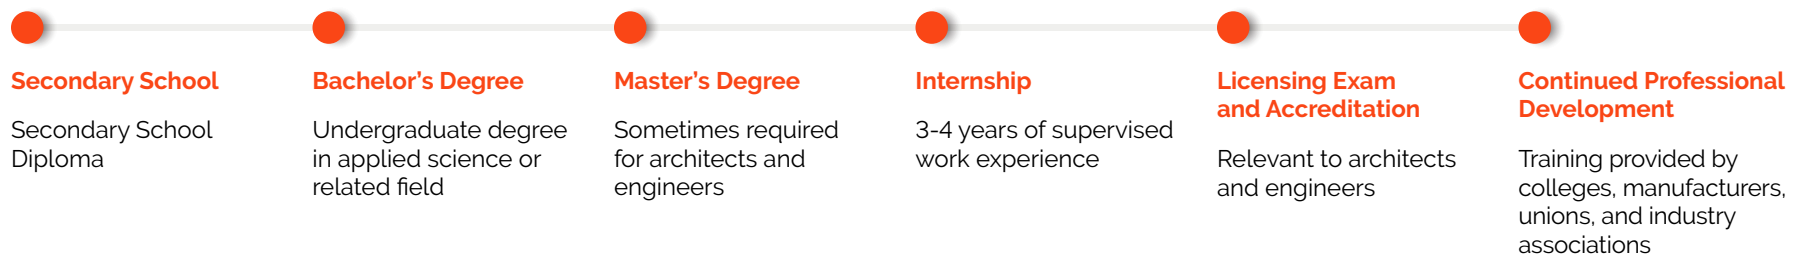 Secondary School
Secondary School
Diploma
Bachelor’s Degree
Undergraduate degree
in applied science or
related field
Master’s Degree
Sometimes required
for architects and
engineers
Internship
3-4 years of supervised
work experience
Licensing Exam
and Accreditation
Relevant to architects
and engineers
Continued Professional
Development
Training provided by
colleges, manufacturers,
unions, and industry
associations